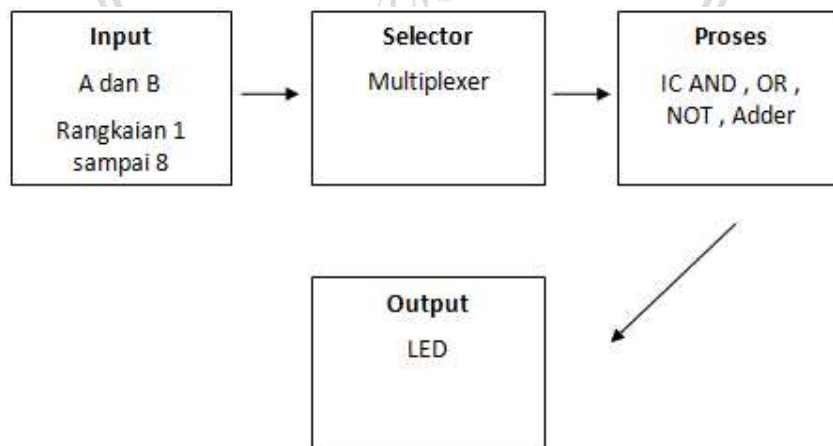 Input
A dan B
Rangkaian 1
sampai 8
Selector
Multiplexer
Proses
IC AND , OR ,
NOT , Adder
Output
LED